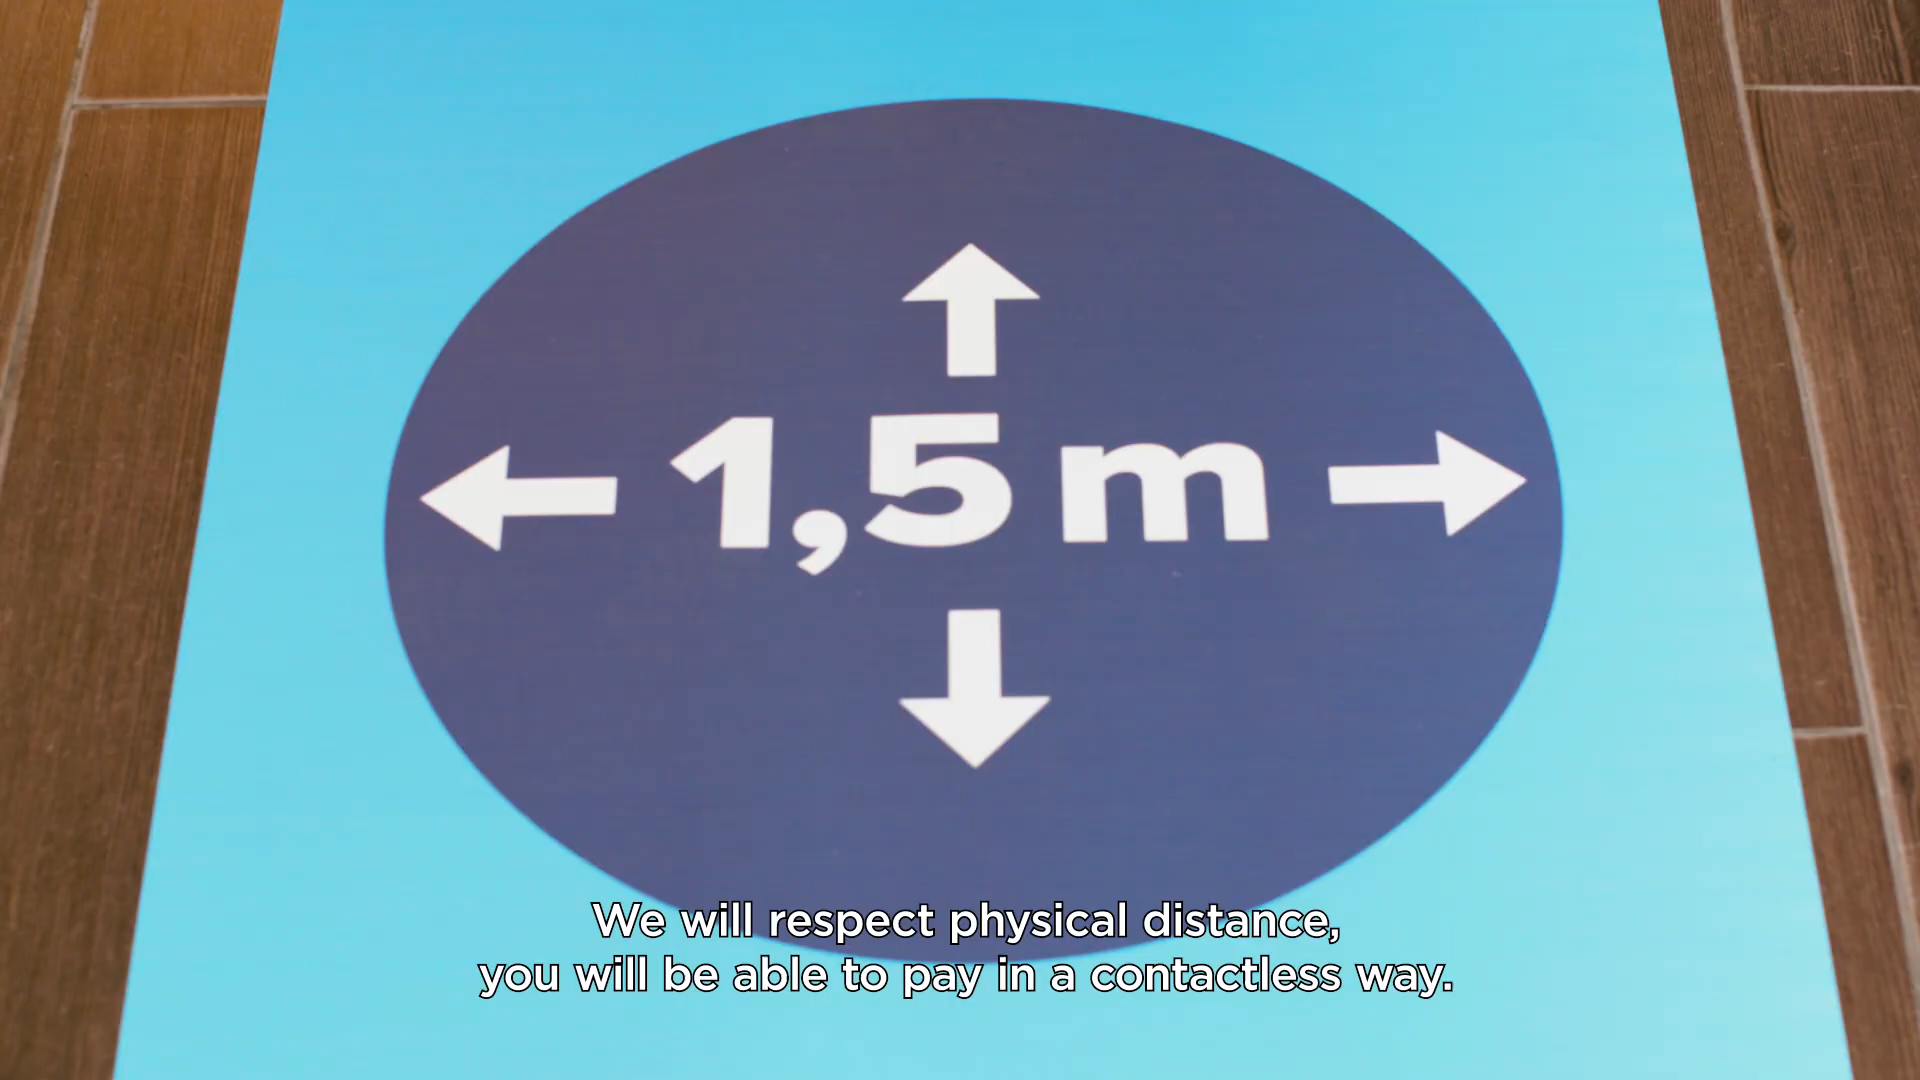 1,5 m
We will respect physical distance,
you will be able to pay in a contactless way.